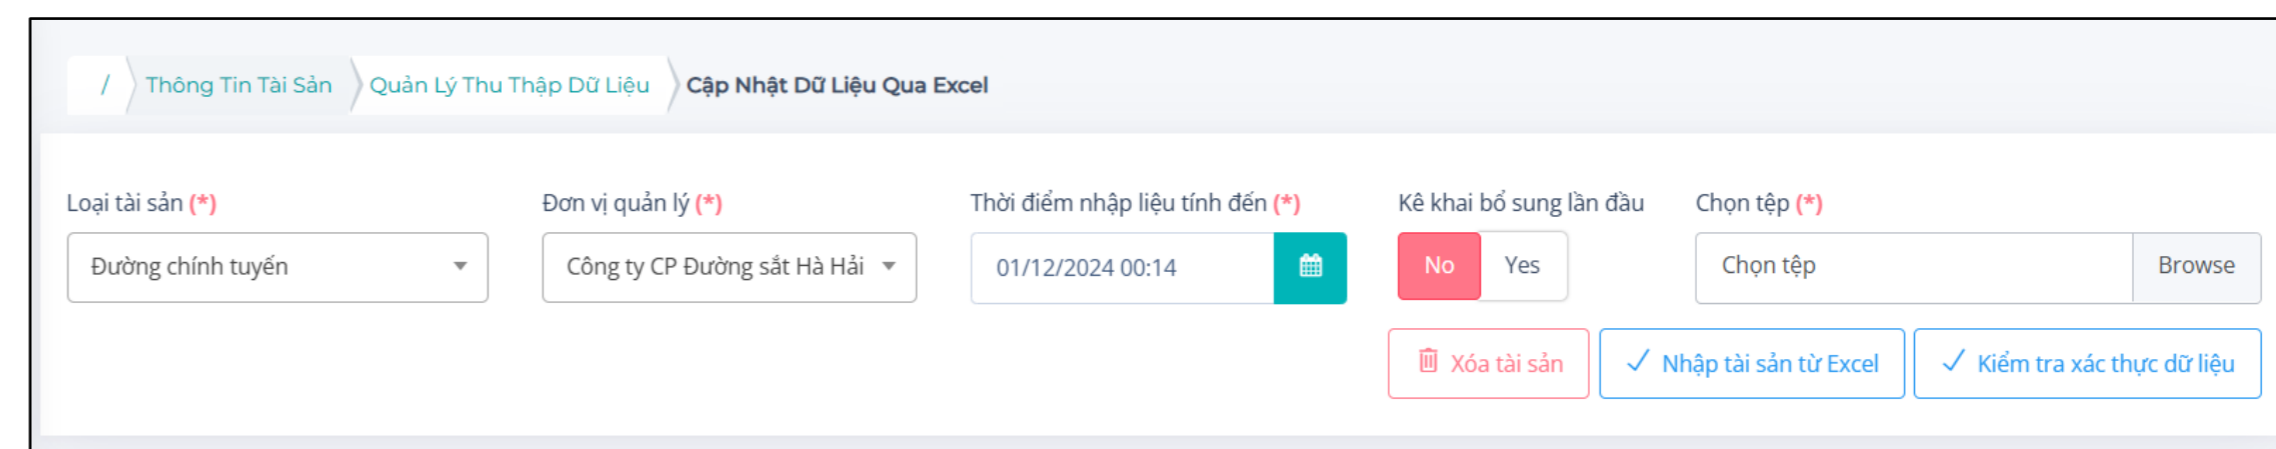 / Thông Tin Tài Sản Quản Lý Thu Thập Dữ Liệu Cập Nhật Dữ Liệu Qua Excel
Loại tài sản (*) Đơn vị quản lý (*) Thời điểm nhập liệu tính đến (*) Kê khai bổ sung lần đầu Chọn tệp (*)
Đường chính tuyến Công ty CP Đường sắt Hà Hải 01/12/2024 00:14 No Yes Chọn tệp Browse
Xóa tài sản Nhập tài sản từ Excel Kiểm tra xác thực dữ liệu